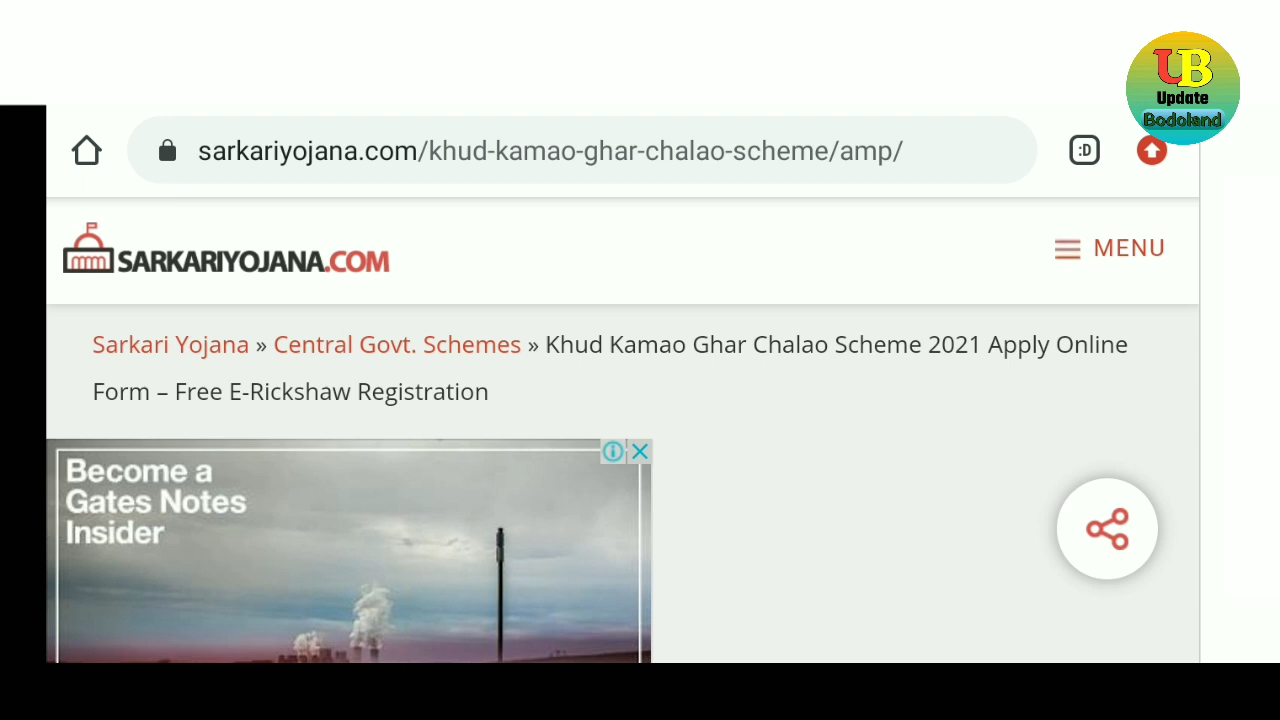 UB
Update
Bodoland
sarkariyojana.com/khud-kamao-ghar-chalao-scheme/amp/
:D
SARKARIYOJANA.COM
MENU
Sarkari Yojana » Central Govt. Schemes » Khud Kamao Ghar Chalao Scheme 2021 Apply Online
Form – Free E-Rickshaw Registration
Become a
Gates Notes
Insider